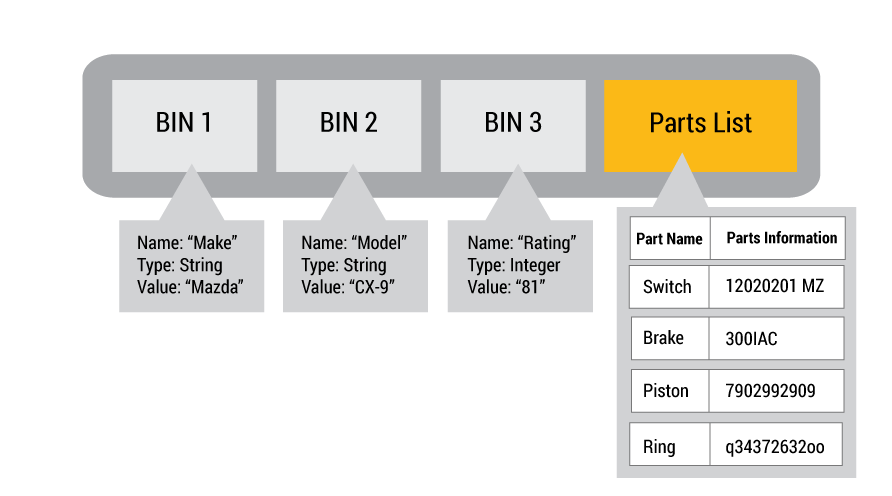 BIN 1
BIN 2
BIN 3
Parts List
Name: “Make”
Type: String
Value: “Mazda”
Name: “Model”
Type: String
Value: “CX-9”
Name: “Rating”
Type: Integer
Value: “81”
Part Name Parts Information
Switch 12020201 MZ
Brake 300IAC
Piston 7902992909
Ring q34372632oo